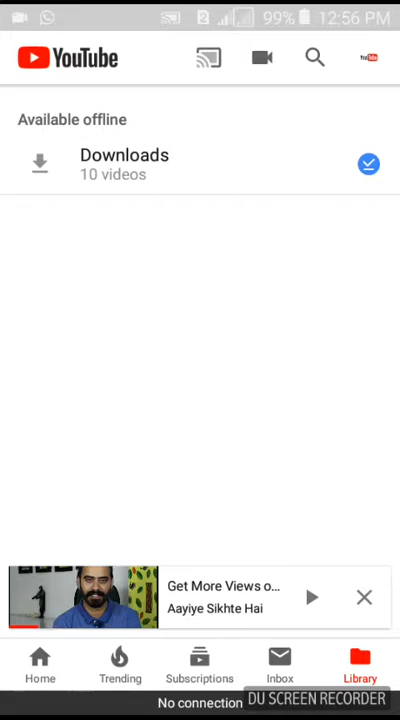 2 99% 12:56 PM
YouTube
Available offline
Downloads
10 videos
Get More Views o...
Aayiye Sikhte Hai
Home Trending Subscriptions Inbox Library
No connection DU SCREEN RECORDER